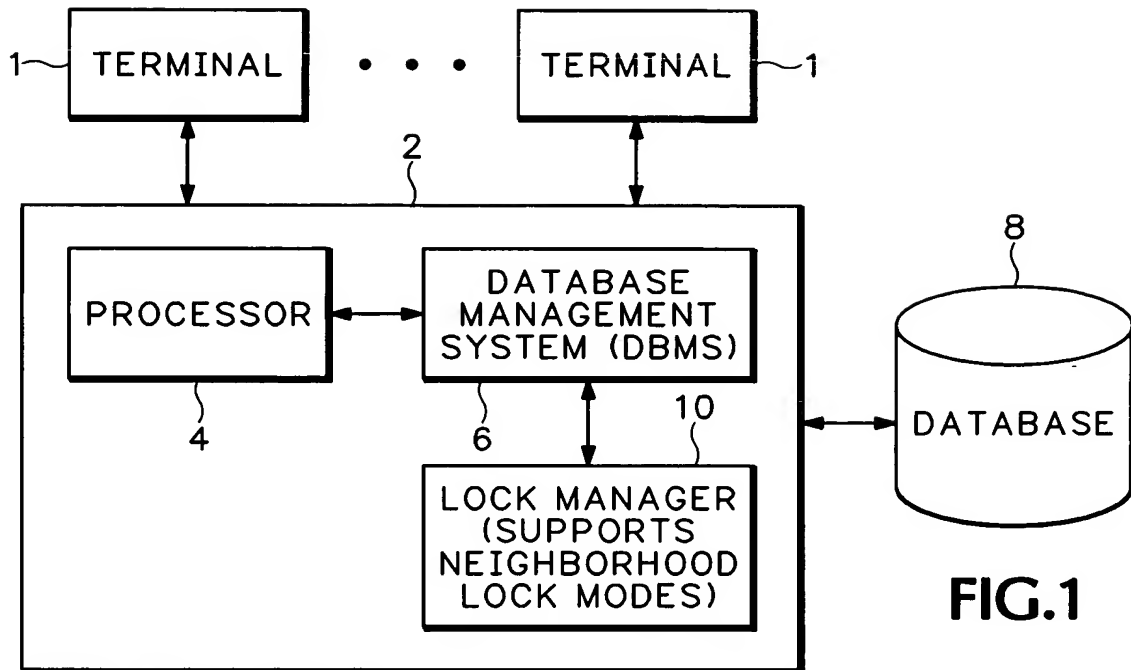 1 TERMINAL • • • TERMINAL 1
2
PROCESSOR
4
DATABASE
MANAGEMENT
SYSTEM (DBMS)
6
10
LOCK MANAGER
(SUPPORTS
NEIGHBORHOOD
LOCK MODES)
8
DATABASE
FIG.1